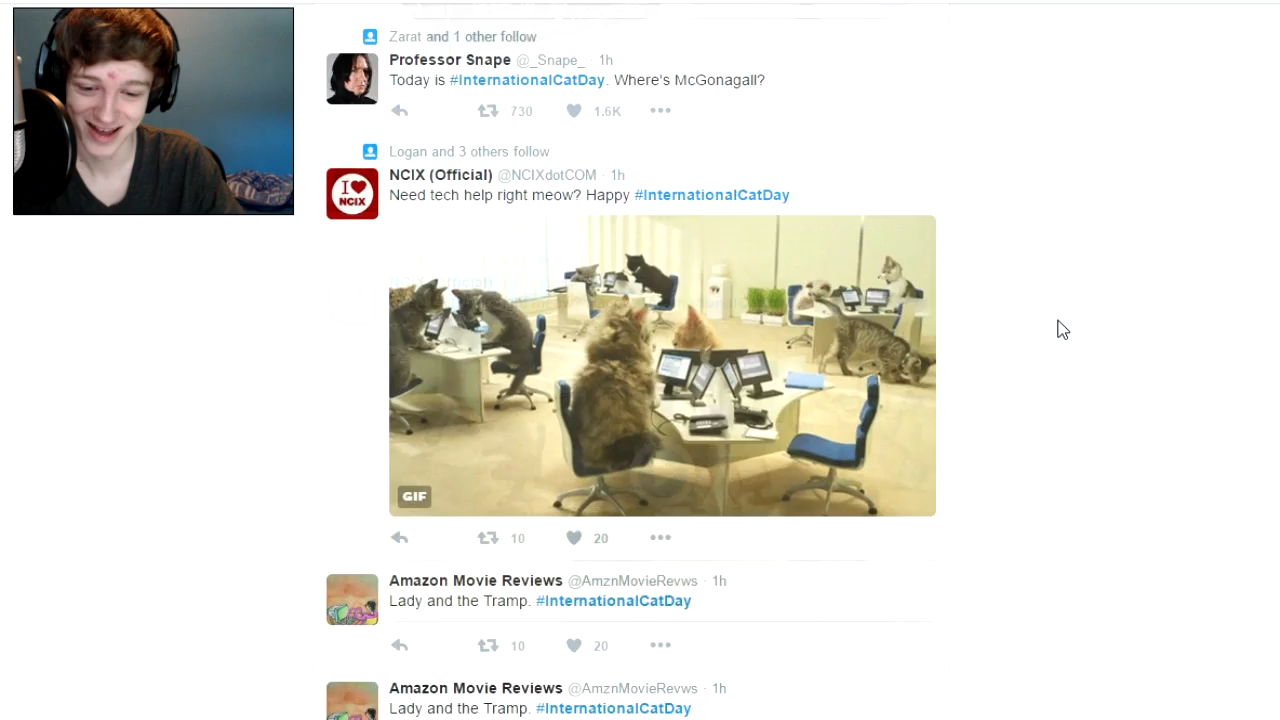 Zarat and 1 other follow
Professor Snape @_Snape_ · 1h
Today is #InternationalCatDay. Where's McGonagall?
730 1.6K
Logan and 3 others follow
NCIX (Official) @NCIXdotCOM · 1h
I ♥ NCIX
Need tech help right meow? Happy #InternationalCatDay
GIF
10 20
Amazon Movie Reviews @AmznMovieRevws · 1h
Lady and the Tramp. #InternationalCatDay
10 20
Amazon Movie Reviews @AmznMovieRevws · 1h
Lady and the Tramp. #InternationalCatDay